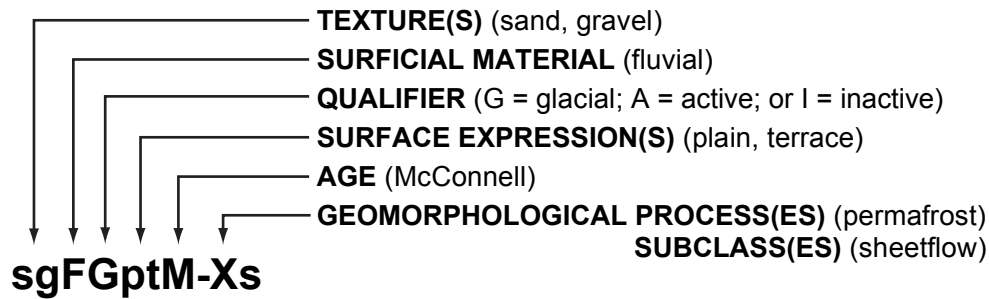 TEXTURE(S) (sand, gravel)
SURFICIAL MATERIAL (fluvial)
QUALIFIER (G = glacial; A = active; or I = inactive)
SURFACE EXPRESSION(S) (plain, terrace)
AGE (McConnell)
GEOMORPHOLOGICAL PROCESS(ES) (permafrost)
SUBCLASS(ES) (sheetflow)
sgFGptM-Xs